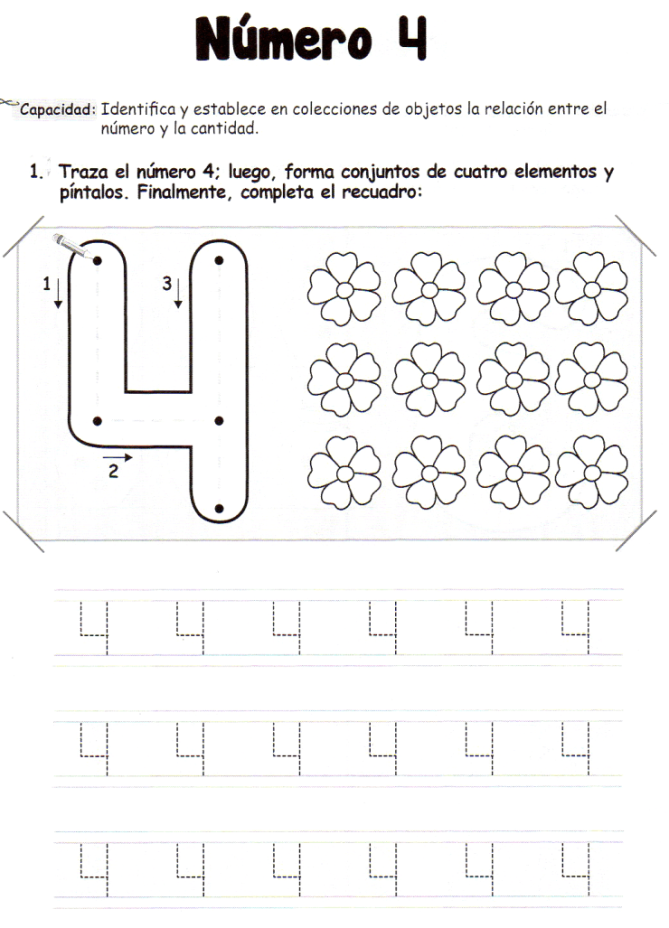 Número 4
Capacidad: Identifica y establece en colecciones de objetos la relación entre el
número y la cantidad.
1. Traza el número 4; luego, forma conjuntos de cuatro elementos y
píntalos. Finalmente, completa el recuadro:
1
3
2
4 4 4 4 4 4
4 4 4 4 4 4
4 4 4 4 4 4